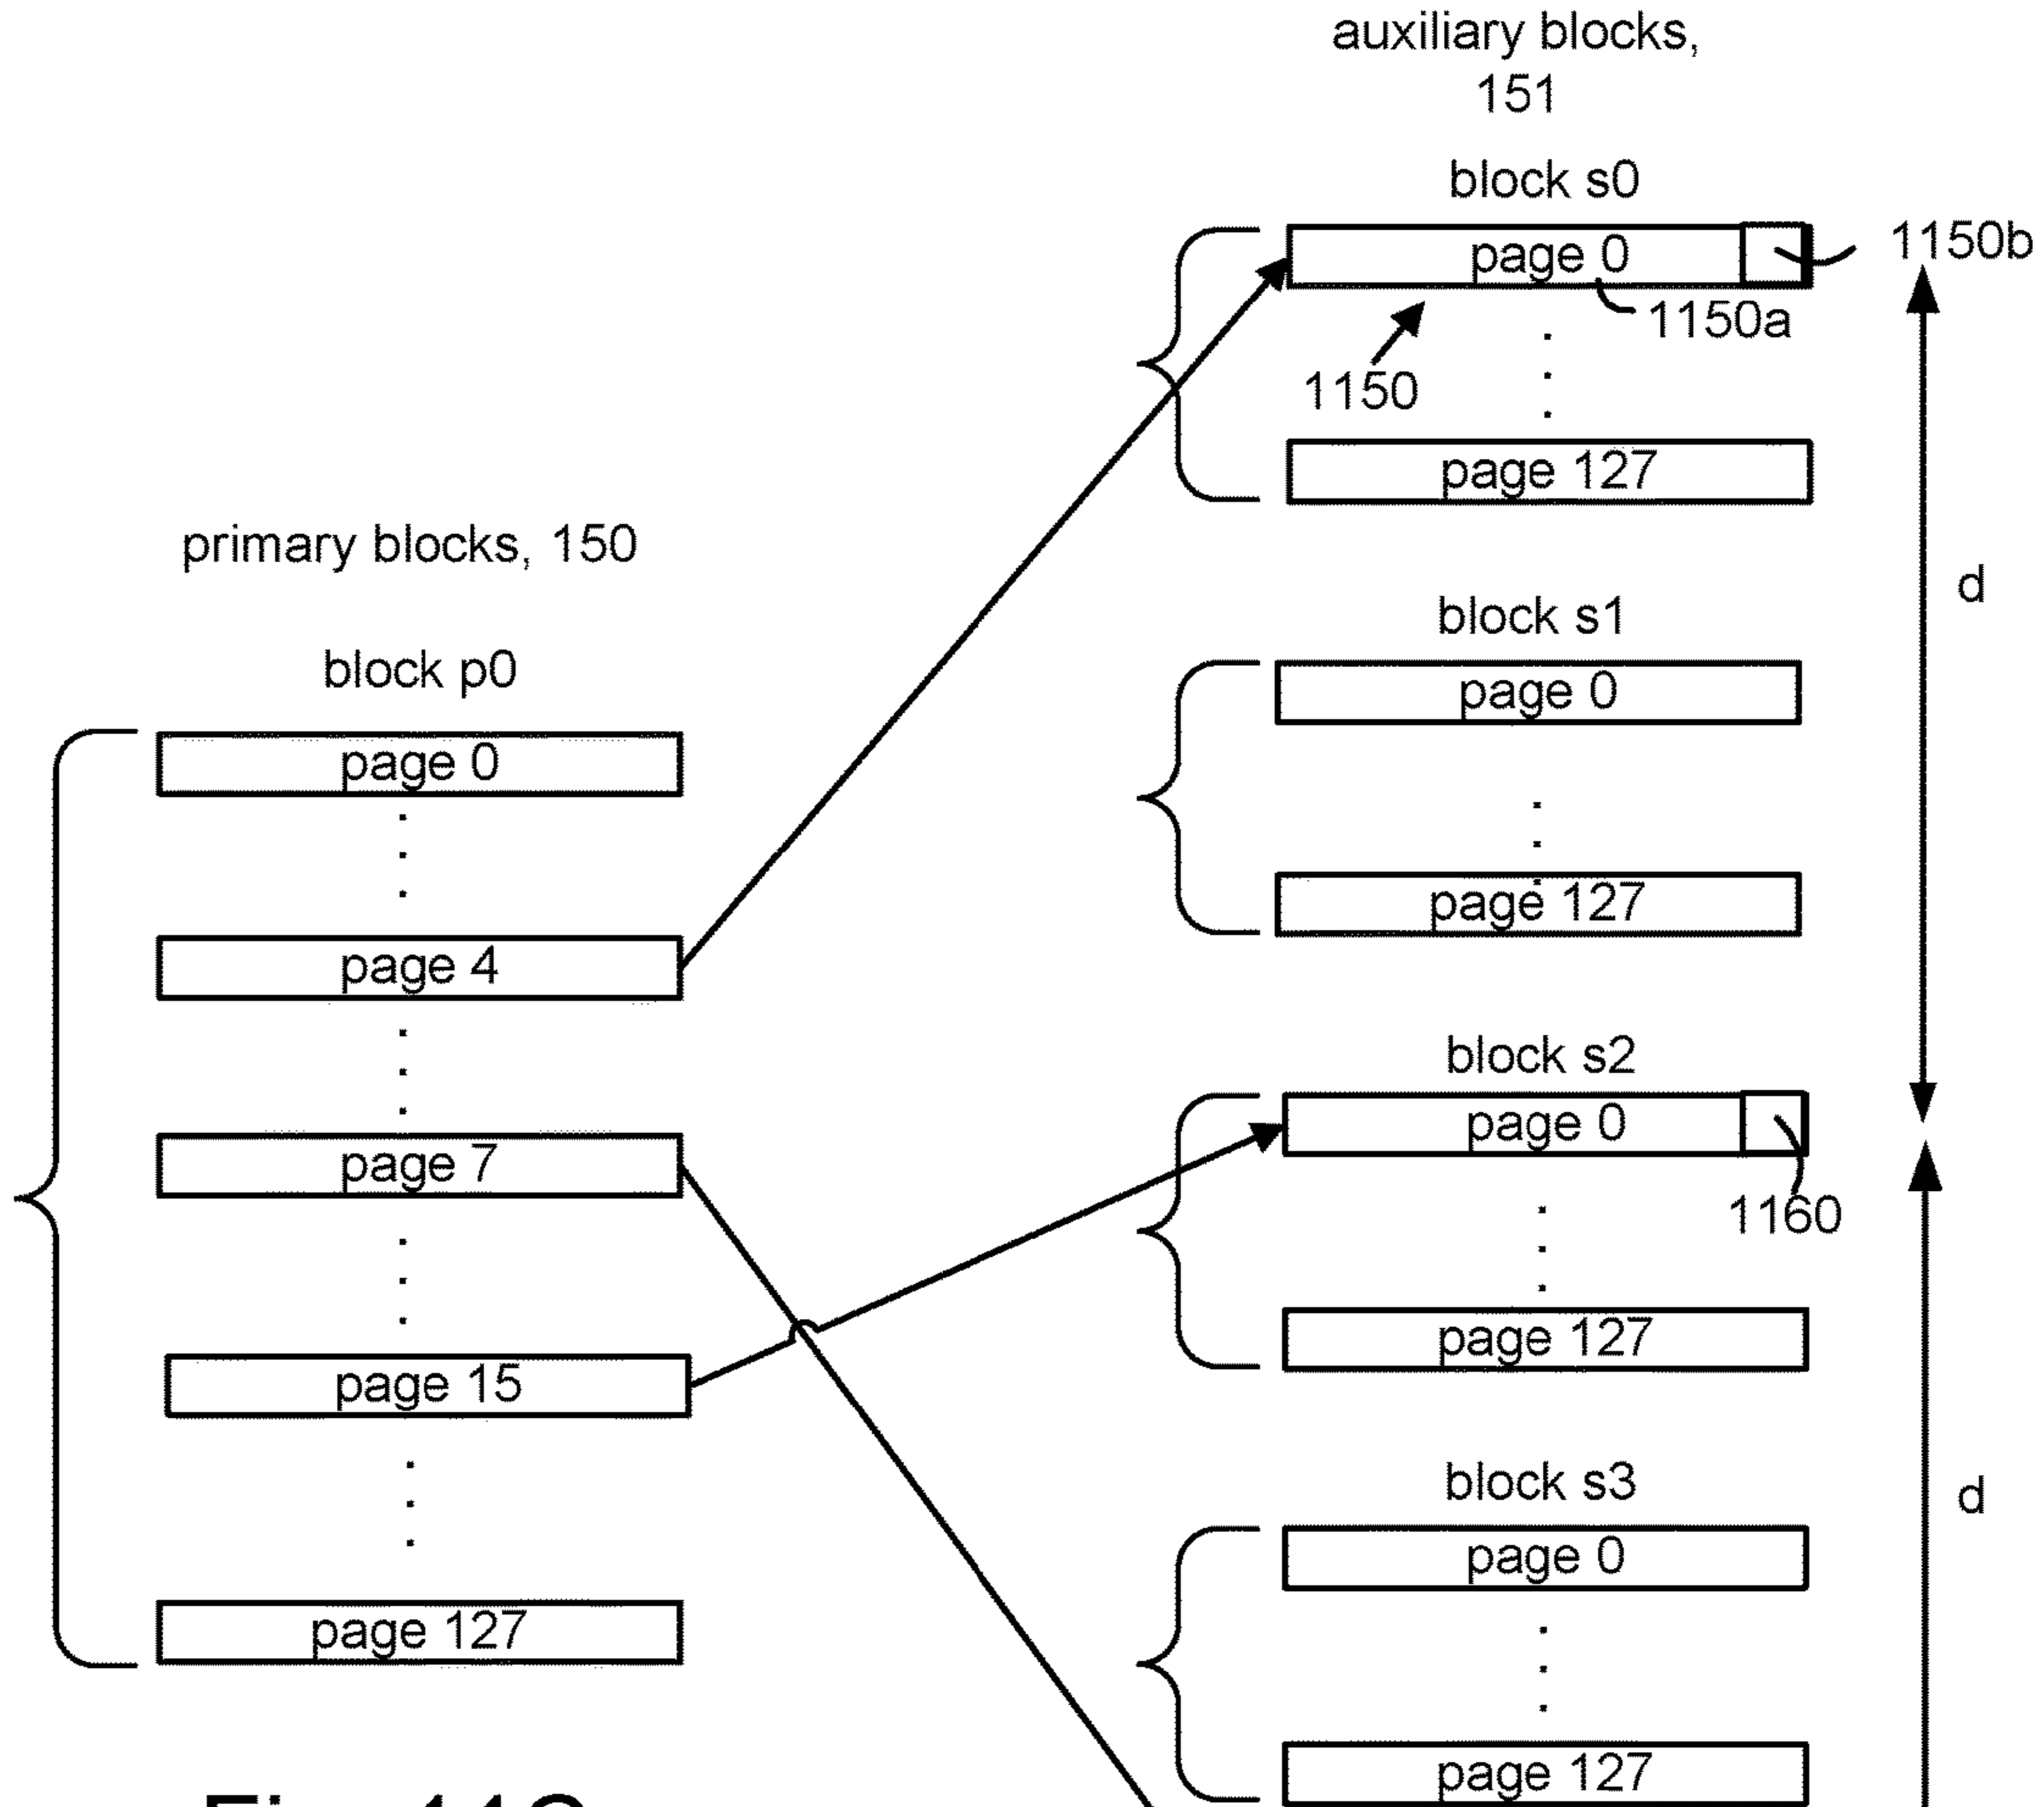 auxiliary blocks,
151
block s0
page 0
1150b
1150a
1150
page 127
primary blocks, 150
d
block s1
block p0
page 0
page 0
page 127
page 4
block s2
page 0
page 7
1160
page 127
page 15
block s3
d
page 0
page 127
page 127